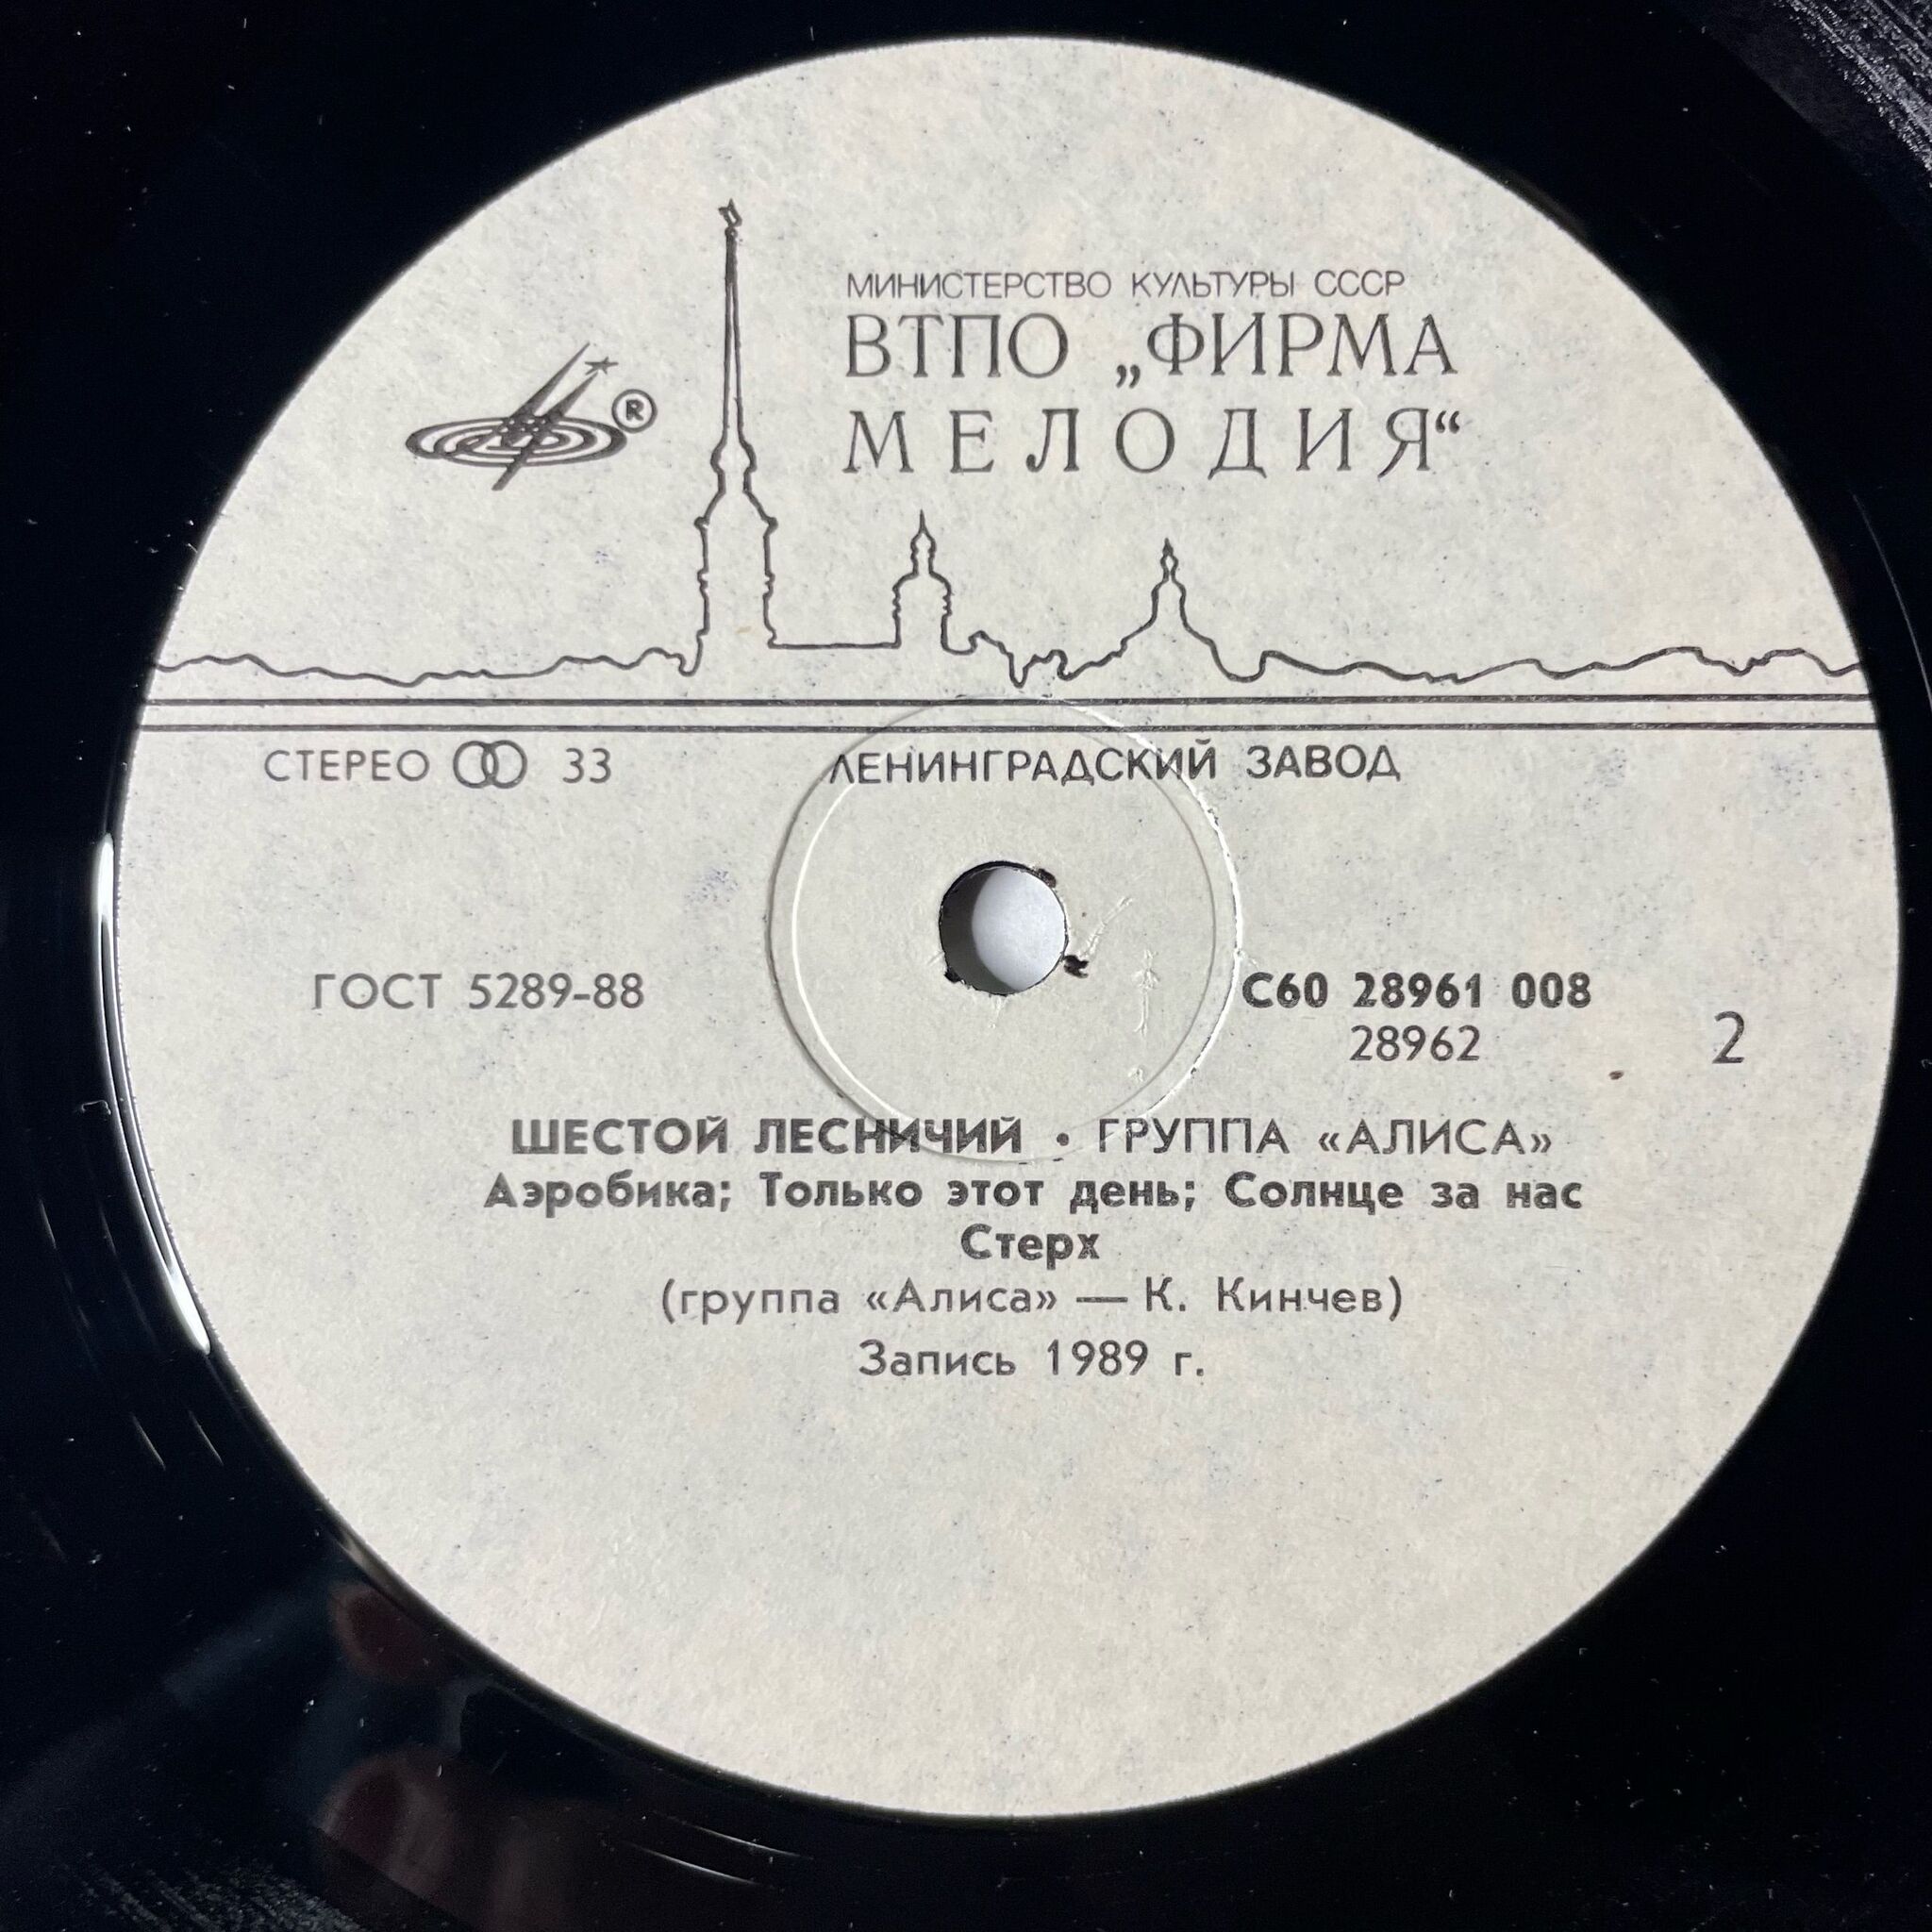 МИНИСТЕРСТВО КУЛЬТУРЫ СССР
ВТПО „ФИРМА
МЕЛОДИЯ“
®
СТЕРЕО 33
ЛЕНИНГРАДСКИЙ ЗАВОД
ГОСТ 5289-88
С60 28961 008
28962
2
ШЕСТОЙ ЛЕСНИЧИЙ • ГРУППА «АЛИСА»
Аэробика; Только этот день; Солнце за нас
Стерх
(группа «Алиса» — К. Кинчев)
Запись 1989 г.